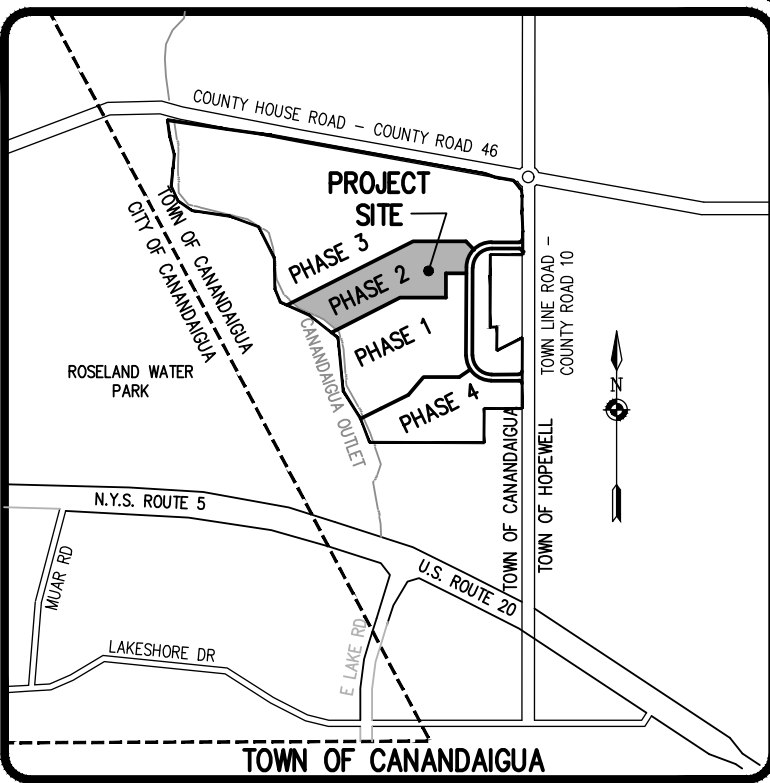 COUNTY HOUSE ROAD - COUNTY ROAD 46
PROJECT
SITE
TOWN OF CANANDAIGUA
CITY OF CANANDAIGUA
PHASE 3
PHASE 2
PHASE 1
PHASE 4
TOWN LINE ROAD -
COUNTY ROAD 10
CANANDAIGUA OUTLET
ROSELAND WATER
PARK
N
TOWN OF CANANDAIGUA
TOWN OF HOPEWELL
N.Y.S. ROUTE 5
U.S. ROUTE 20
MUAR RD
LAKESHORE DR
E LAKE RD
TOWN OF CANANDAIGUA